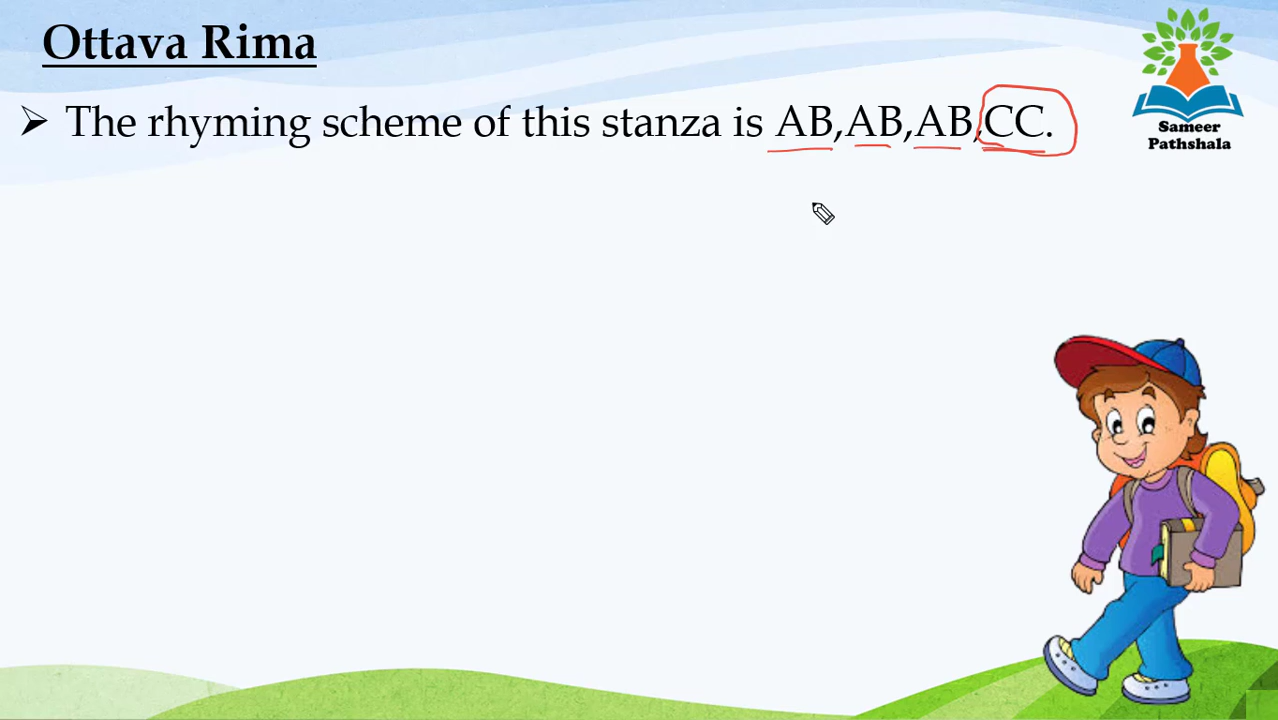 Ottava Rima
➢ The rhyming scheme of this stanza is AB,AB,AB,CC.
Sameer
Pathshala